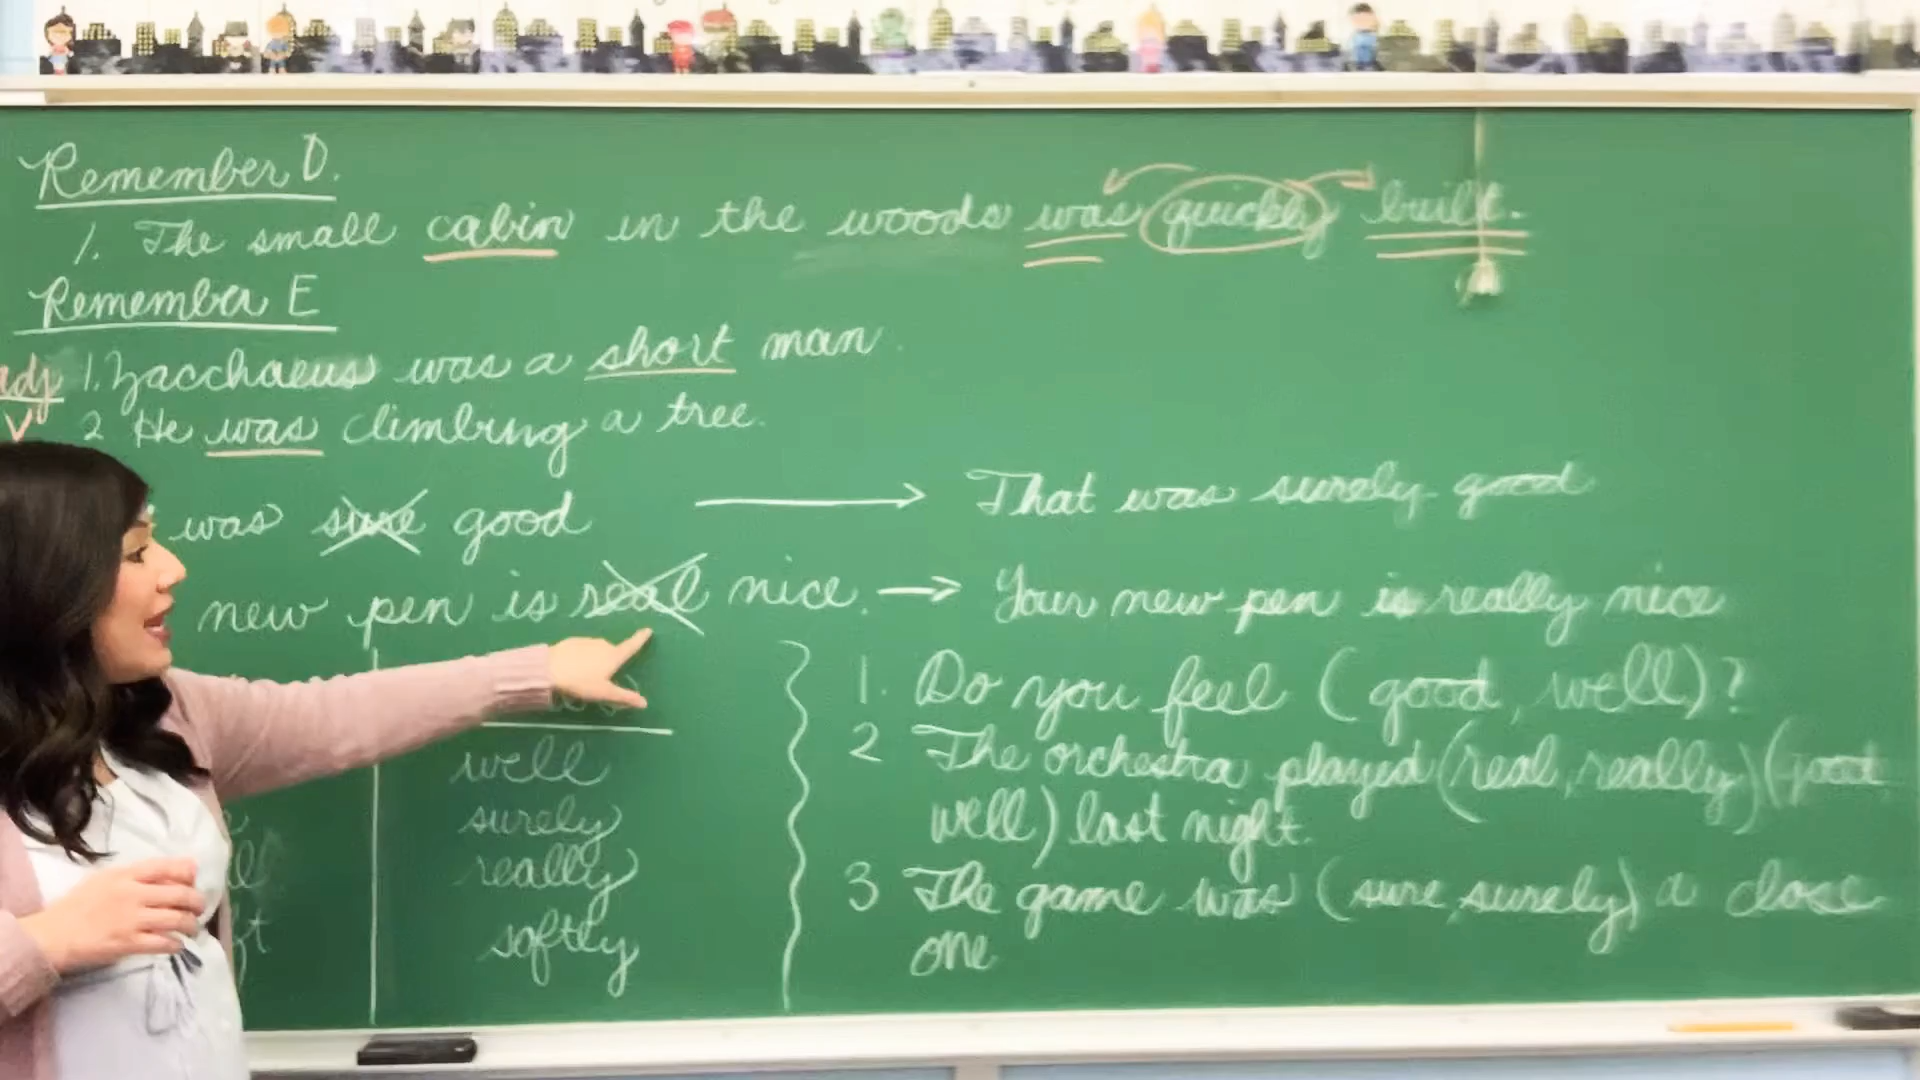 Remember D.
1. The small cabin in the woods was quickly built.
Remember E
adj 1. Zacchaeus was a short man.
V 2 He was climbing a tree.
was sure good → That was surely good
new pen is real nice. → Your new pen is really nice
well
surely
really
softly
1. Do you feel (good, well)?
2 The orchestra played (real, really) (good
well) last night.
3 The game was (sure, surely) a close
one